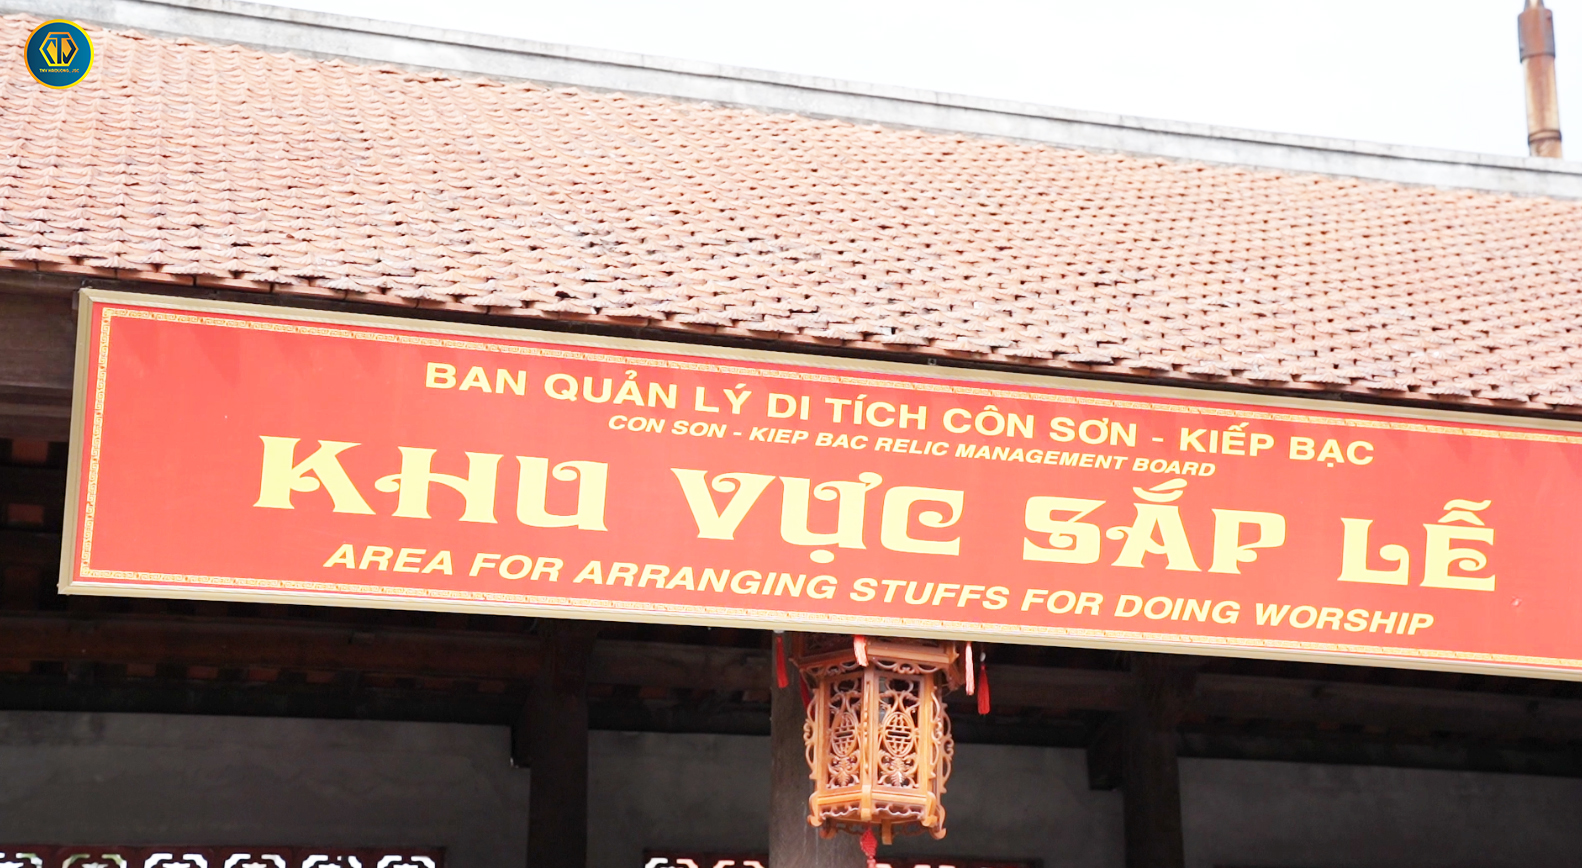 BAN QUẢN LÝ DI TÍCH CÔN SƠN - KIẾP BẠC
CON SON - KIEP BAC RELIC MANAGEMENT BOARD
KHU VỰC SẮP LỄ
AREA FOR ARRANGING STUFFS FOR DOING WORSHIP